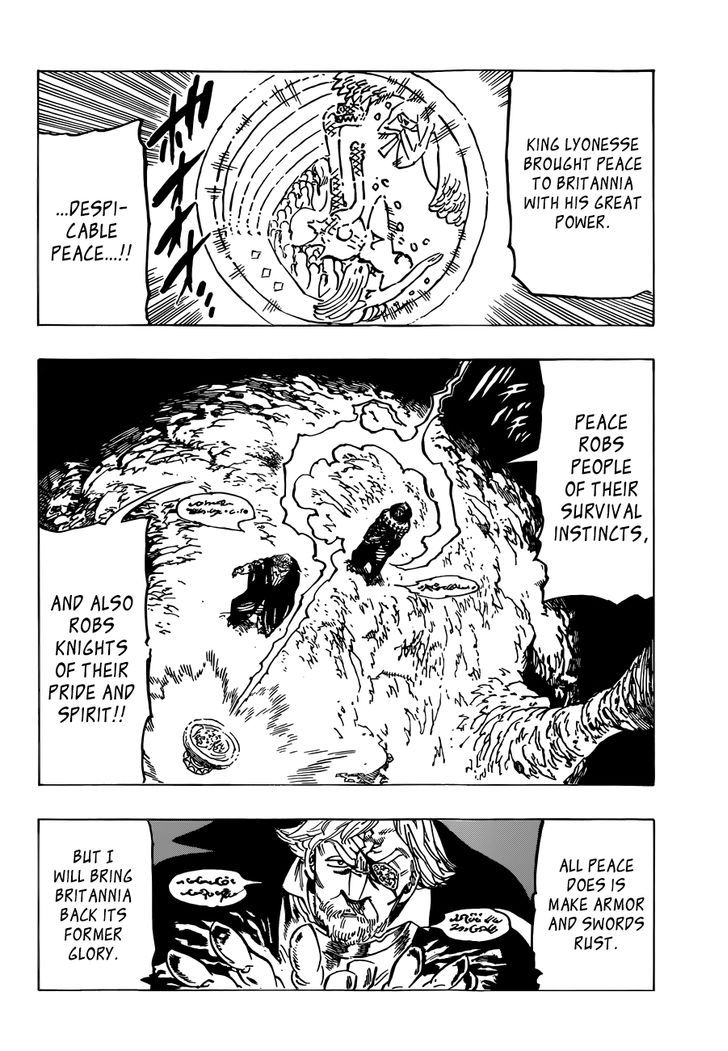 KING LYONESSE
BROUGHT PEACE
TO BRITANNIA
WITH HIS GREAT
POWER.
...DESPI-
CABLE
PEACE...!!
PEACE
ROBS
PEOPLE
OF THEIR
SURVIVAL
INSTINCTS,
AND ALSO
ROBS
KNIGHTS
OF THEIR
PRIDE AND
SPIRIT!!
ALL PEACE
DOES IS
MAKE ARMOR
AND SWORDS
RUST.
BUT I
WILL BRING
BRITANNIA
BACK ITS
FORMER
GLORY.